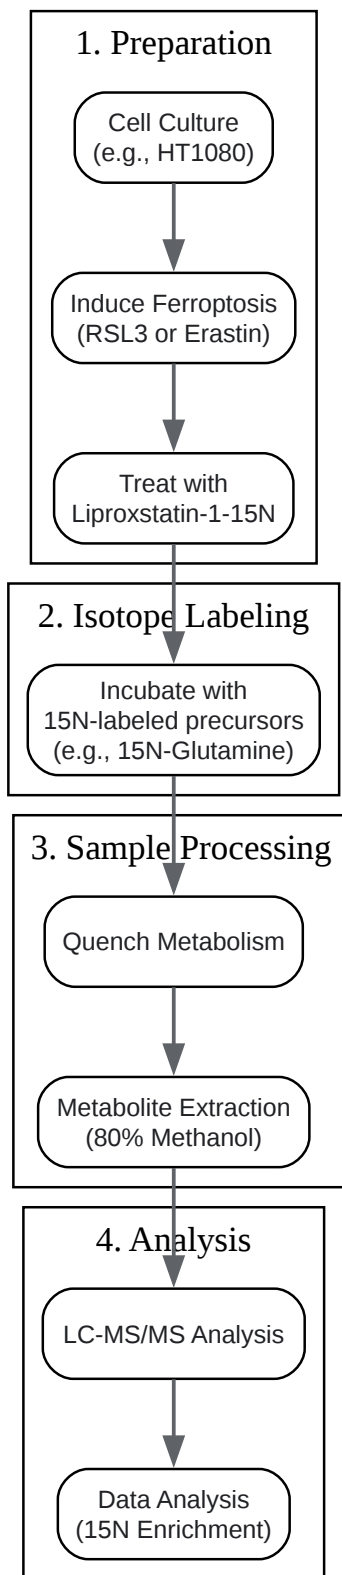 1. Preparation
Cell Culture
(e.g., HT1080)
Induce Ferroptosis
(RSL3 or Erastin)
Treat with
Liproxstatin-1-15N
2. Isotope Labeling
Incubate with
15N-labeled precursors
(e.g., 15N-Glutamine)
3. Sample Processing
Quench Metabolism
Metabolite Extraction
(80% Methanol)
4. Analysis
LC-MS/MS Analysis
Data Analysis
(15N Enrichment)